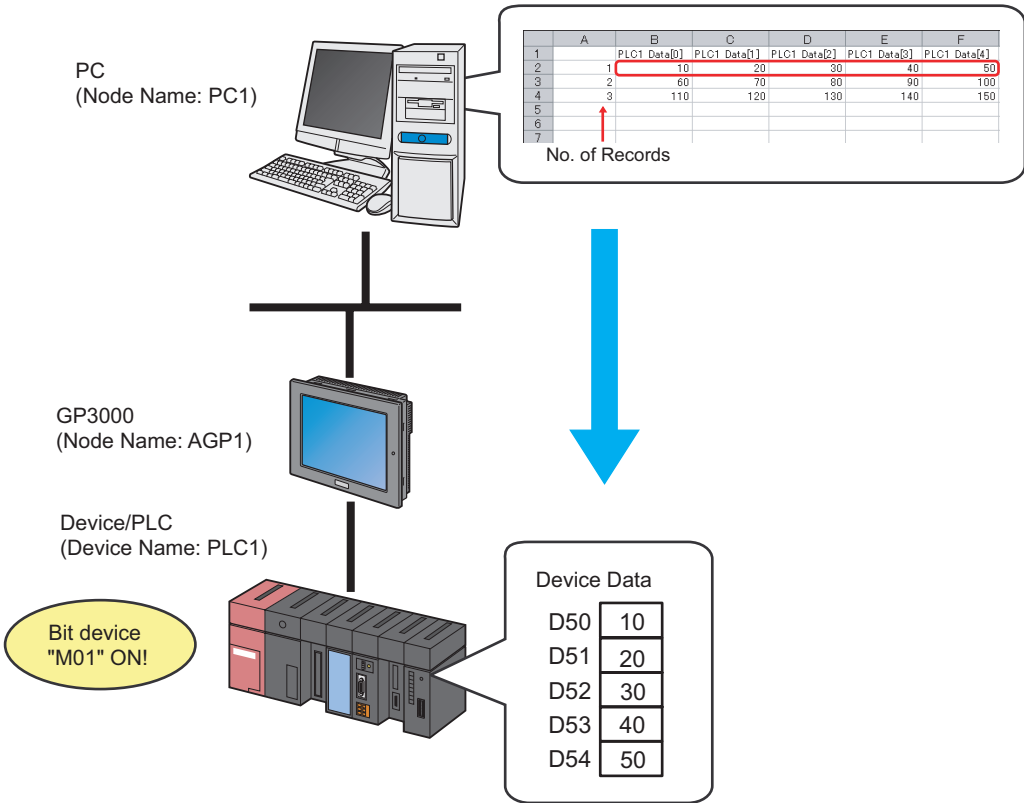 PC
(Node Name: PC1)
A B C D E F
1 PLC1 Data[0] PLC1 Data[1] PLC1 Data[2] PLC1 Data[3] PLC1 Data[4]
2 1 10 20 30 40 50
3 2 60 70 80 90 100
4 3 110 120 130 140 150
5
6
7
No. of Records
GP3000
(Node Name: AGP1)
Device/PLC
(Device Name: PLC1)
Bit device
"M01" ON!
Device Data
D50 10
D51 20
D52 30
D53 40
D54 50